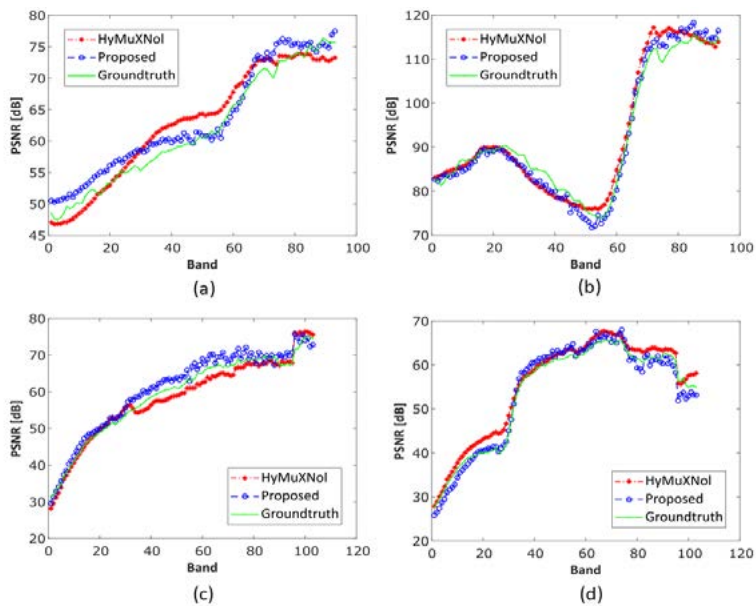 80
75
70
65
60
55
50
45
PSNR [dB]
HyMuXNol
Proposed
Groundtruth
0 20 40 60 80 100 120
Band
(a)
120
110
100
90
80
70
PSNR [dB]
HyMuXNol
Proposed
Groundtruth
0 20 40 60 80 100
Band
(b)
80
70
60
50
40
30
20
PSNR [dB]
HyMuXNol
Proposed
Groundtruth
0 20 40 60 80 100 120
Band
(c)
70
60
50
40
30
20
PSNR [dB]
HyMuXNol
Proposed
Groundtruth
0 20 40 60 80 100 120
Band
(d)